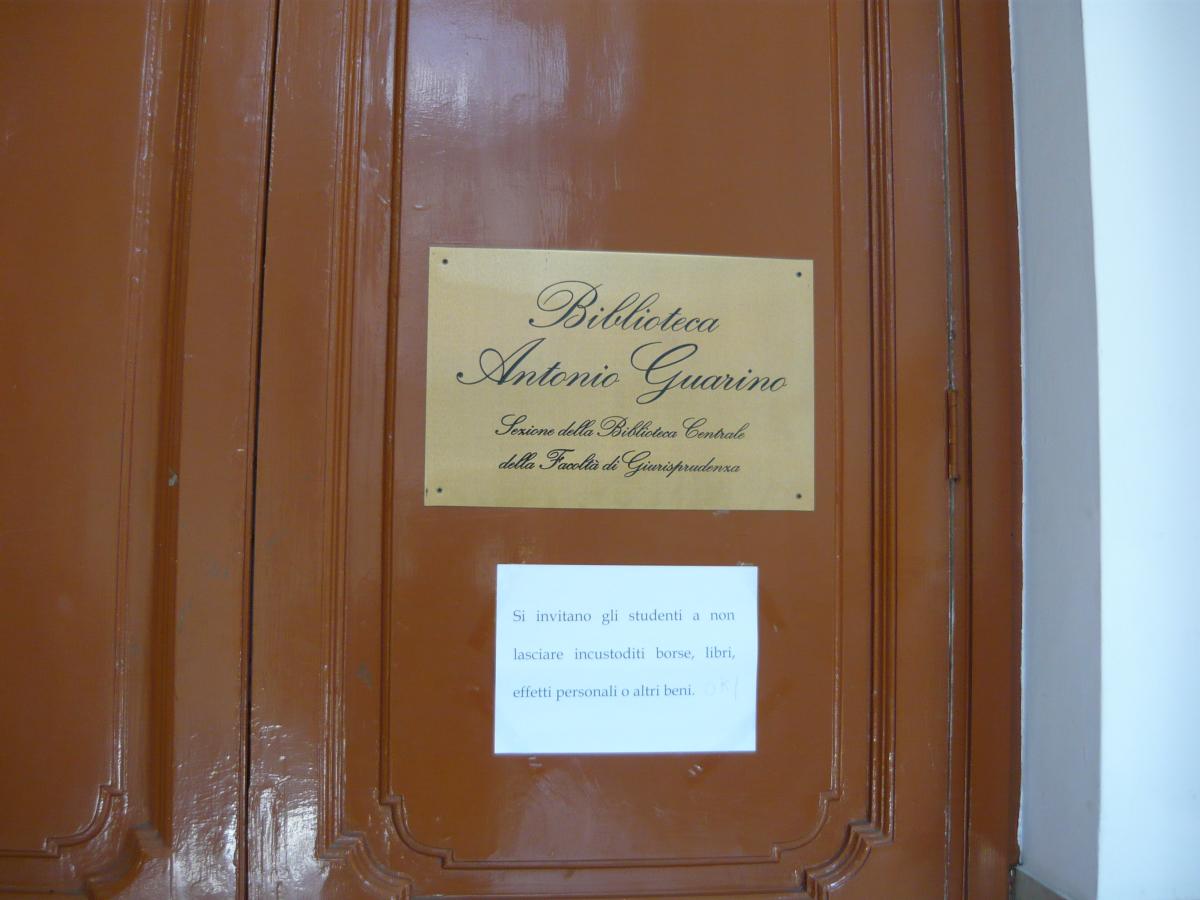 Biblioteca
Antonio Guarino
Sezione della Biblioteca Centrale
della Facoltà di Giurisprudenza
Si invitano gli studenti a non
lasciare incustoditi borse, libri,
effetti personali o altri beni. OK!